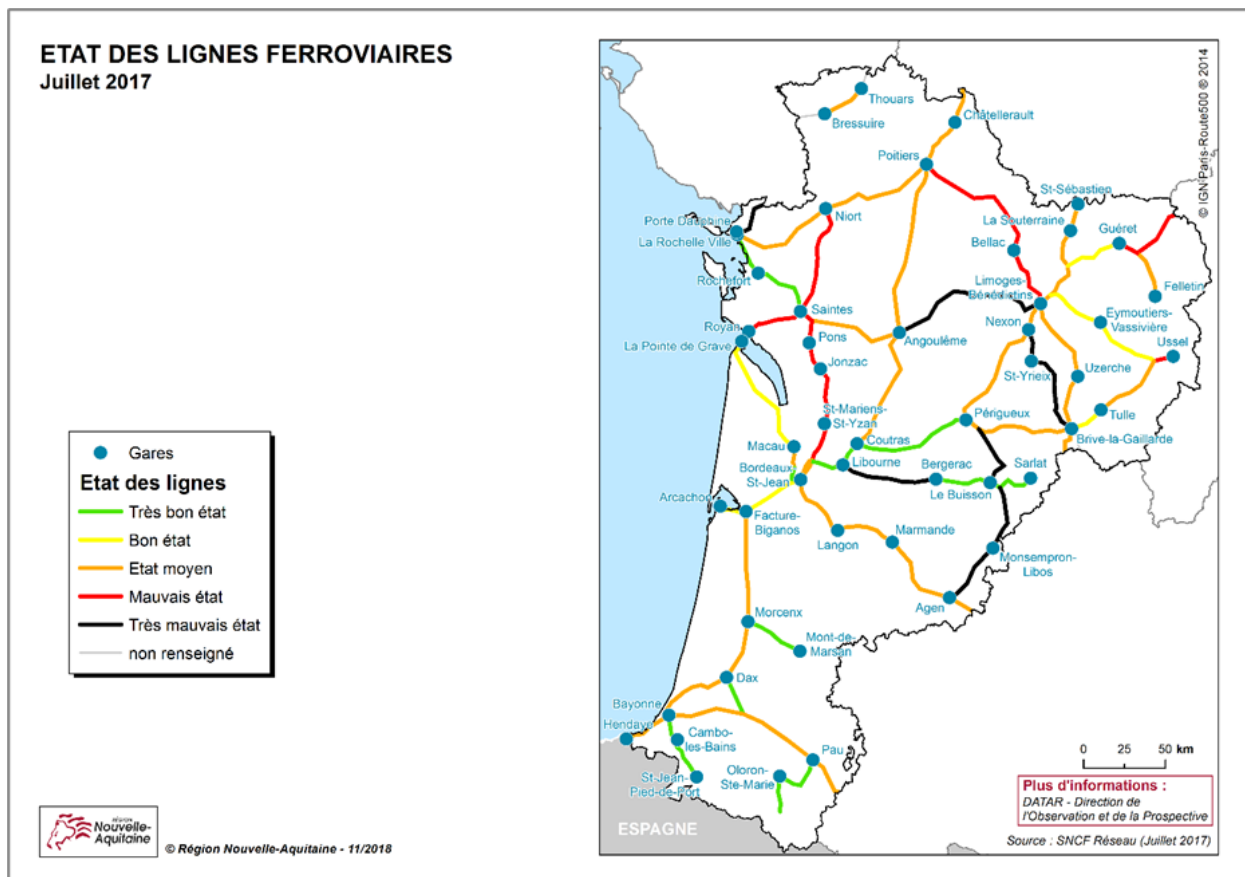 ETAT DES LIGNES FERROVIAIRES
Juillet 2017
Gares
Etat des lignes
Très bon état
Bon état
Etat moyen
Mauvais état
Très mauvais état
non renseigné
RÉGION
Nouvelle-
Aquitaine
© Région Nouvelle-Aquitaine - 11/2018
© IGN Paris-Route500 ® 2014
Thouars
Bressuire
Châtellerault
Poitiers
St-Sébastien
Porte Dauphine
Niort
La Souterraine
Guéret
La Rochelle Ville
Bellac
Rochefort
Limoges-
Bénédictins
Felletin
Saintes
Eymoutiers-
Vassivière
Royan
Nexon
Ussel
La Pointe de Grave
Pons
Angoulême
Jonzac
St-Yrieix
Uzerche
St-Mariens-
St-Yzan
Périgueux
Tulle
Coutras
Brive-la-Gaillarde
Macau
Bordeaux
St-Jean
Libourne
Bergerac
Sarlat
Le Buisson
Arcachon
Facture-
Biganos
Langon
Marmande
Monsempron-
Libos
Agen
Morcenx
Mont-de-
Marsan
Dax
Bayonne
Hendaye
Cambo-
les-Bains
Pau
St-Jean-
Pied-de-Port
Oloron-
Ste-Marie
ESPAGNE
0 25 50 km
Plus d'informations :
DATAR - Direction de
l'Observation et de la Prospective
Source : SNCF Réseau (Juillet 2017)